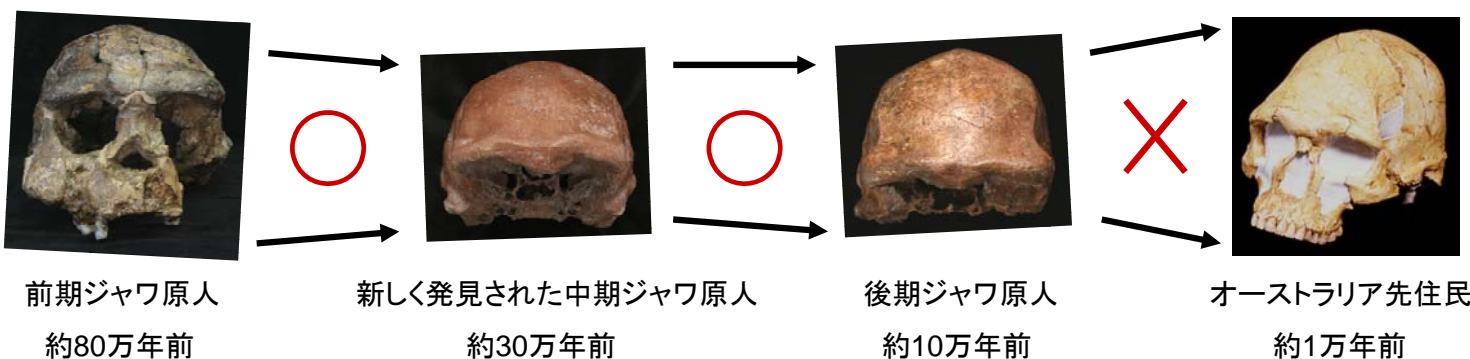 前期ジャワ原人
約80万年前
新しく発見された中期ジャワ原人
約30万年前
後期ジャワ原人
約10万年前
オーストラリア先住民
約1万年前